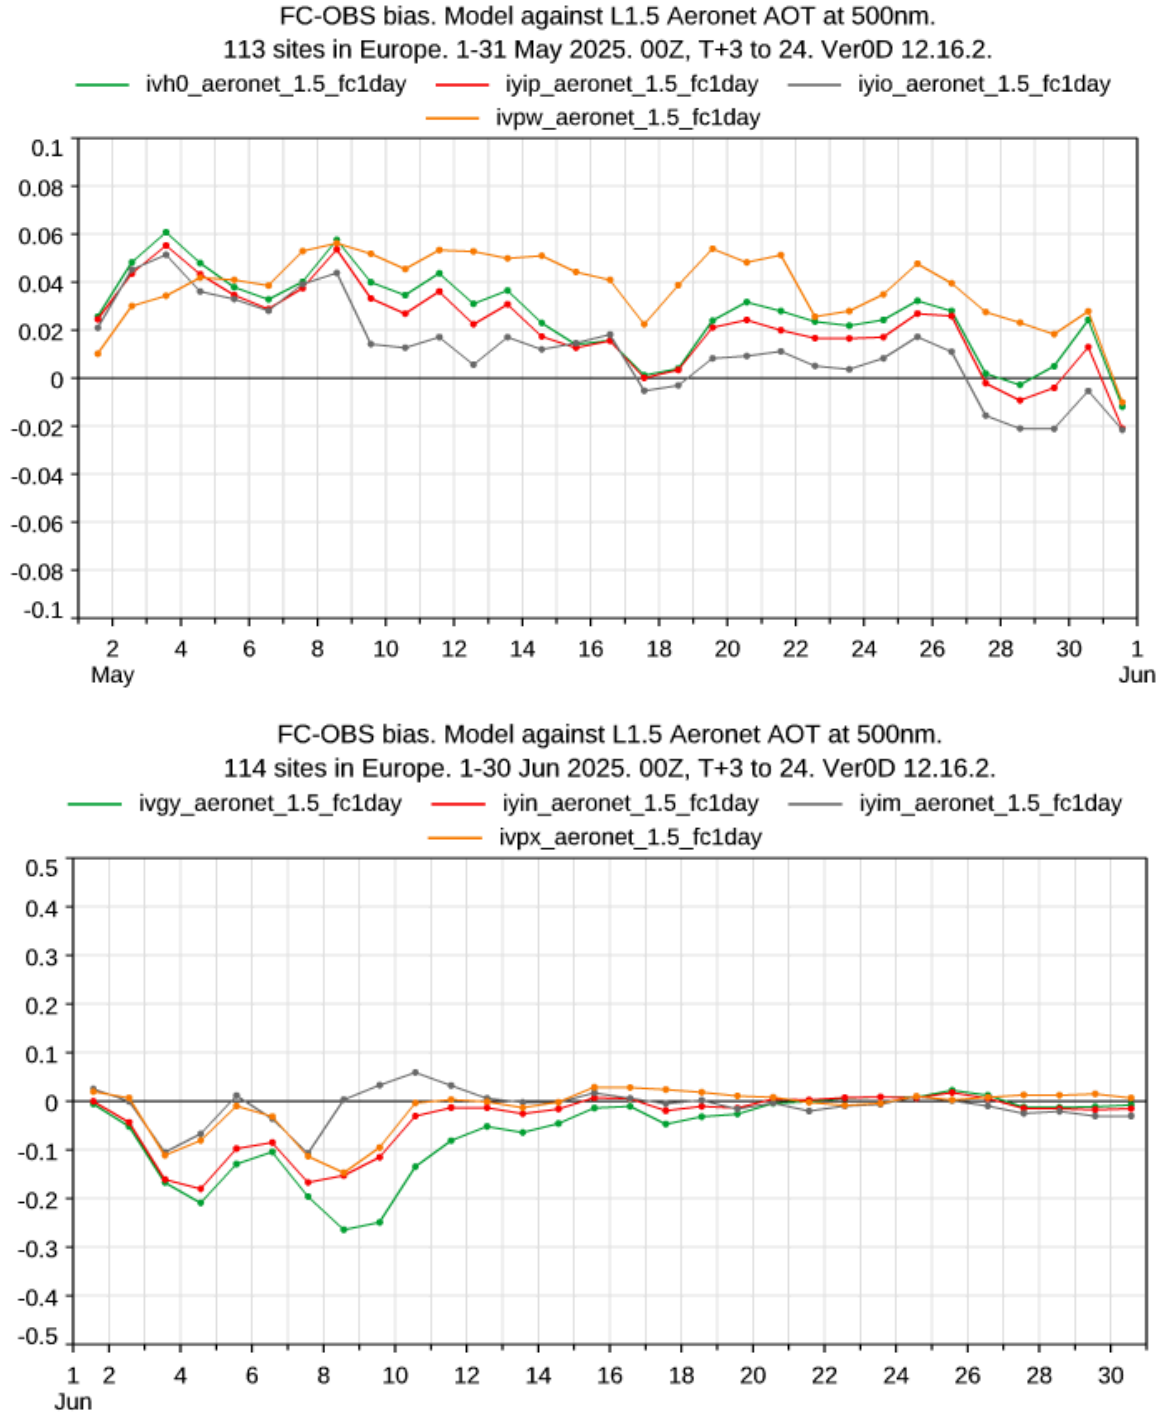 FC-OBS bias. Model against L1.5 Aeronet AOT at 500nm.
113 sites in Europe. 1-31 May 2025. 00Z, T+3 to 24. Ver0D 12.16.2.
ivh0_aeronet_1.5_fc1day iyip_aeronet_1.5_fc1day iyio_aeronet_1.5_fc1day
ivpw_aeronet_1.5_fc1day
0.1
0.08
0.06
0.04
0.02
0
-0.02
-0.04
-0.06
-0.08
-0.1
2 4 6 8 10 12 14 16 18 20 22 24 26 28 30 1
May Jun
FC-OBS bias. Model against L1.5 Aeronet AOT at 500nm.
114 sites in Europe. 1-30 Jun 2025. 00Z, T+3 to 24. Ver0D 12.16.2.
ivgy_aeronet_1.5_fc1day iyin_aeronet_1.5_fc1day iyim_aeronet_1.5_fc1day
ivpx_aeronet_1.5_fc1day
0.5
0.4
0.3
0.2
0.1
0
-0.1
-0.2
-0.3
-0.4
-0.5
1 2 4 6 8 10 12 14 16 18 20 22 24 26 28 30
Jun